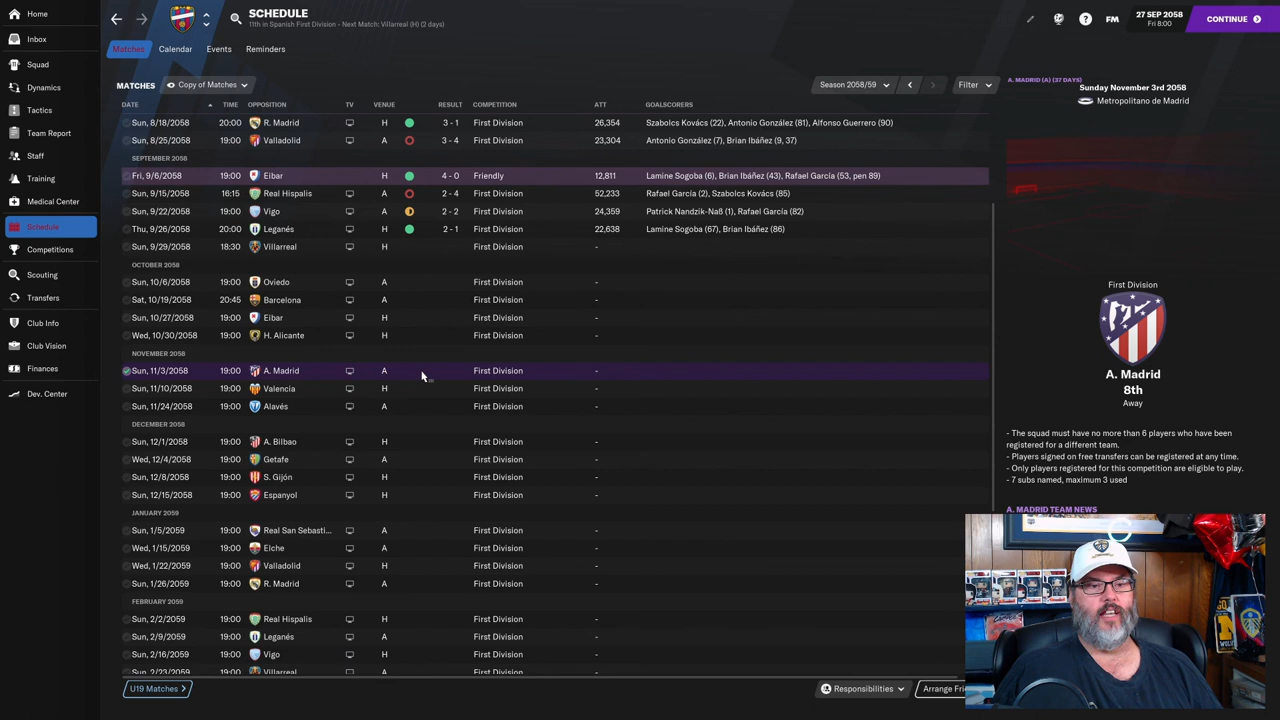 Home
SCHEDULE
11th in Spanish First Division - Next Match: Villarreal (H) (2 days)
FM
27 SEP 2058
Fri 8:00
CONTINUE
Inbox
Matches Calendar Events Reminders
Squad
Dynamics
Tactics
Team Report
Staff
Training
Medical Center
Schedule
Competitions
Scouting
Transfers
Club Info
Club Vision
Finances
Dev. Center
MATCHES Copy of Matches Season 2058/59 Filter
DATE TIME OPPOSITION TV VENUE RESULT COMPETITION ATT GOALSCORERS
Sun, 8/18/2058 20:00 R. Madrid H 3 - 1 First Division 26,354 Szabolcs Kovács (22), Antonio González (81), Alfonso Guerrero (90)
Sun, 8/25/2058 19:00 Valladolid A 3 - 4 First Division 23,304 Antonio González (7), Brian Ibáñez (9, 37)
SEPTEMBER 2058
Fri, 9/6/2058 19:00 Eibar H 4 - 0 Friendly 12,811 Lamine Sogoba (6), Brian Ibáñez (43), Rafael García (53, pen 89)
Sun, 9/15/2058 16:15 Real Hispalis A 2 - 4 First Division 52,233 Rafael García (2), Szabolcs Kovács (85)
Sun, 9/22/2058 19:00 Vigo A 2 - 2 First Division 24,359 Patrick Nandzik-Naß (1), Rafael García (82)
Thu, 9/26/2058 20:00 Leganés H 2 - 1 First Division 22,638 Lamine Sogoba (67), Brian Ibáñez (86)
Sun, 9/29/2058 18:30 Villarreal H First Division -
OCTOBER 2058
Sun, 10/6/2058 19:00 Oviedo A First Division -
Sat, 10/19/2058 20:45 Barcelona A First Division -
Sun, 10/27/2058 19:00 Eibar H First Division -
Wed, 10/30/2058 19:00 H. Alicante H First Division -
NOVEMBER 2058
Sun, 11/3/2058 19:00 A. Madrid A First Division -
Sun, 11/10/2058 19:00 Valencia H First Division -
Sun, 11/24/2058 19:00 Alavés A First Division -
DECEMBER 2058
Sun, 12/1/2058 19:00 A. Bilbao H First Division -
Wed, 12/4/2058 19:00 Getafe A First Division -
Sun, 12/8/2058 19:00 S. Gijón H First Division -
Sun, 12/15/2058 19:00 Espanyol H First Division -
JANUARY 2059
Sun, 1/5/2059 19:00 Real San Sebasti... A First Division -
Wed, 1/15/2059 19:00 Elche A First Division -
Wed, 1/22/2059 19:00 Valladolid H First Division -
Sun, 1/26/2059 19:00 R. Madrid A First Division -
FEBRUARY 2059
Sun, 2/2/2059 19:00 Real Hispalis H First Division -
Sun, 2/9/2059 19:00 Leganés A First Division -
Sun, 2/16/2059 19:00 Vigo H First Division -
Sun, 2/23/2059 19:00 Villarreal A First Division -
U19 Matches
Responsibilities
Arrange Frie
A. MADRID (A) (37 DAYS)
Sunday November 3rd 2058
Metropolitano de Madrid
First Division
A. Madrid
8th
Away
- The squad must have no more than 6 players who have been
registered for a different team.
- Players signed on free transfers can be registered at any time.
- Only players registered for this competition are eligible to play.
- 7 subs named, maximum 3 used
A. MADRID TEAM NEWS